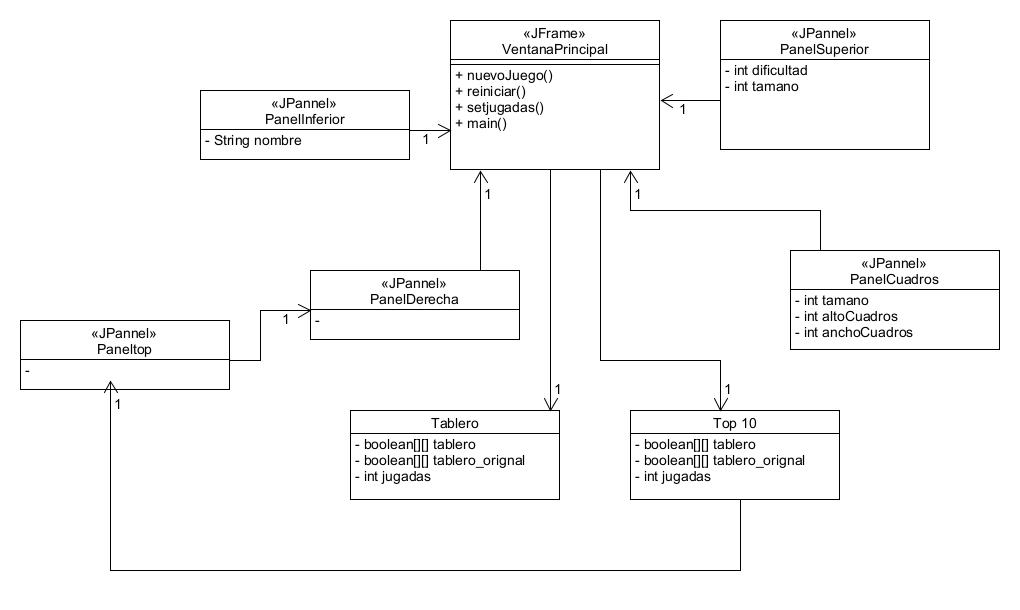 «JFrame»
VentanaPrincipal
+ nuevoJuego()
+ reiniciar()
+ setjugadas()
+ main()
«JPannel»
PanelSuperior
- int dificultad
- int tamano
1
«JPannel»
PanelInferior
- String nombre
1
1
1
«JPannel»
PanelCuadros
- int tamano
- int altoCuadros
- int anchoCuadros
«JPannel»
PanelDerecha
-
1
«JPannel»
Paneltop
-
1
1
1
Tablero
- boolean[][] tablero
- boolean[][] tablero_orignal
- int jugadas
Top 10
- boolean[][] tablero
- boolean[][] tablero_orignal
- int jugadas